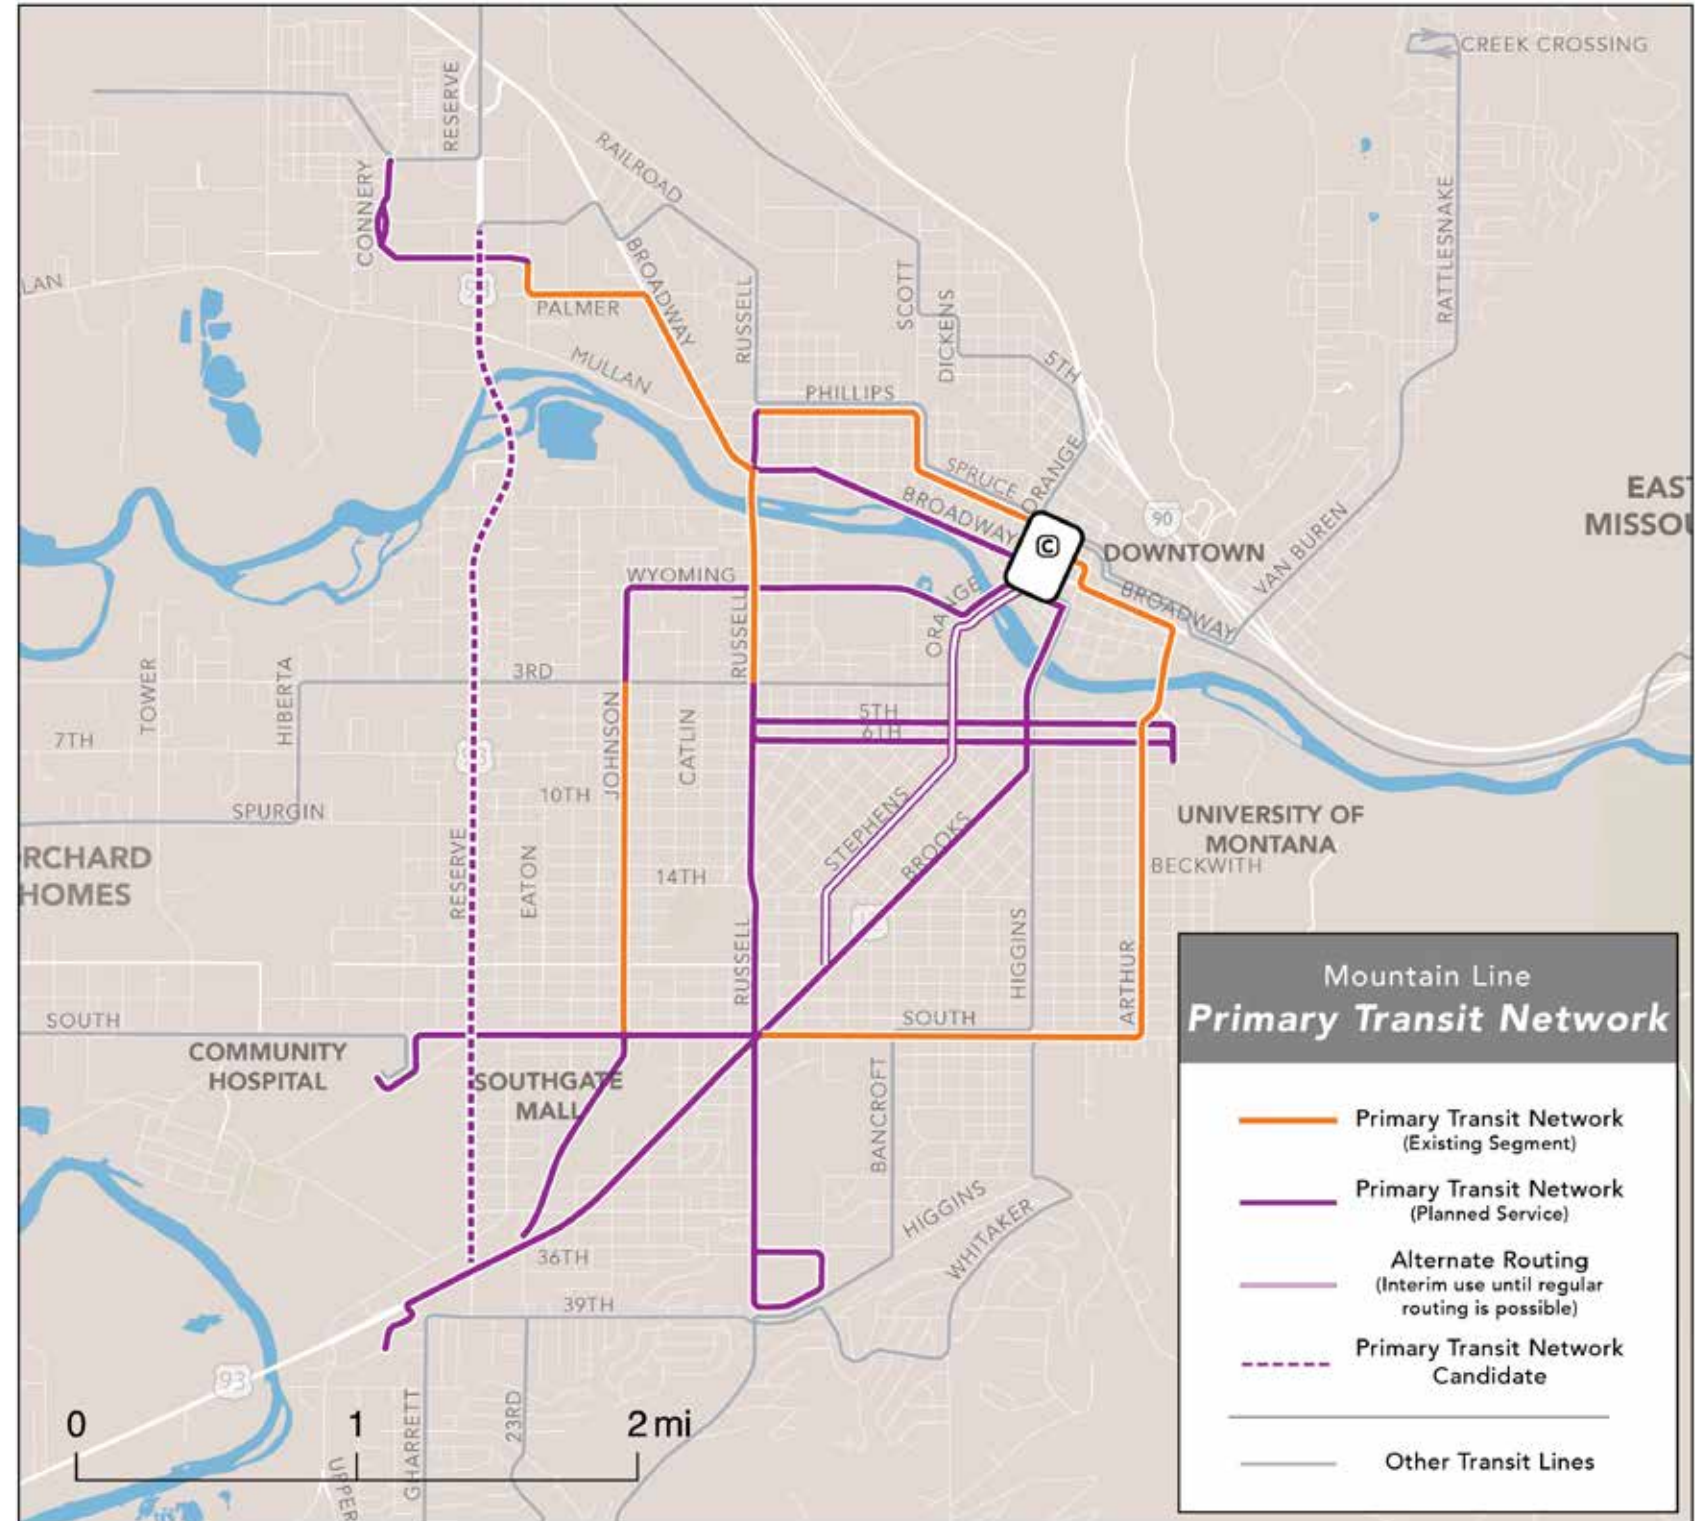 CREEK CROSSING
RESERVE
RAILROAD
CONNERY
RATTLESNAKE
BROADWAY
SCOTT
LAN
RUSSELL
DICKENS
PALMER
MULLAN
5TH
PHILLIPS
ORANGE
SPRUCE
EAST
MISSOU
BROADWAY
90
©
DOWNTOWN
VAN BUREN
WYOMING
ORANGE
BROADWAY
RUSSELL
3RD
TOWER
HIBERTA
JOHNSON
CATLIN
5TH
6TH
7TH
93
10TH
SPURGIN
STEPHENS
BROOKS
UNIVERSITY OF
MONTANA
RCHARD
HOMES
RESERVE
EATON
14TH
BECKWITH
RUSSELL
HIGGINS
ARTHUR
SOUTH
SOUTH
COMMUNITY
HOSPITAL
SOUTHGATE
MALL
BANCROFT
HIGGINS
WHITAKER
36TH
39TH
93
GHARRETT
23RD
UPPER
0 1 2 mi
Mountain Line
Primary Transit Network
Primary Transit Network
(Existing Segment)
Primary Transit Network
(Planned Service)
Alternate Routing
(Interim use until regular
routing is possible)
Primary Transit Network
Candidate
Other Transit Lines